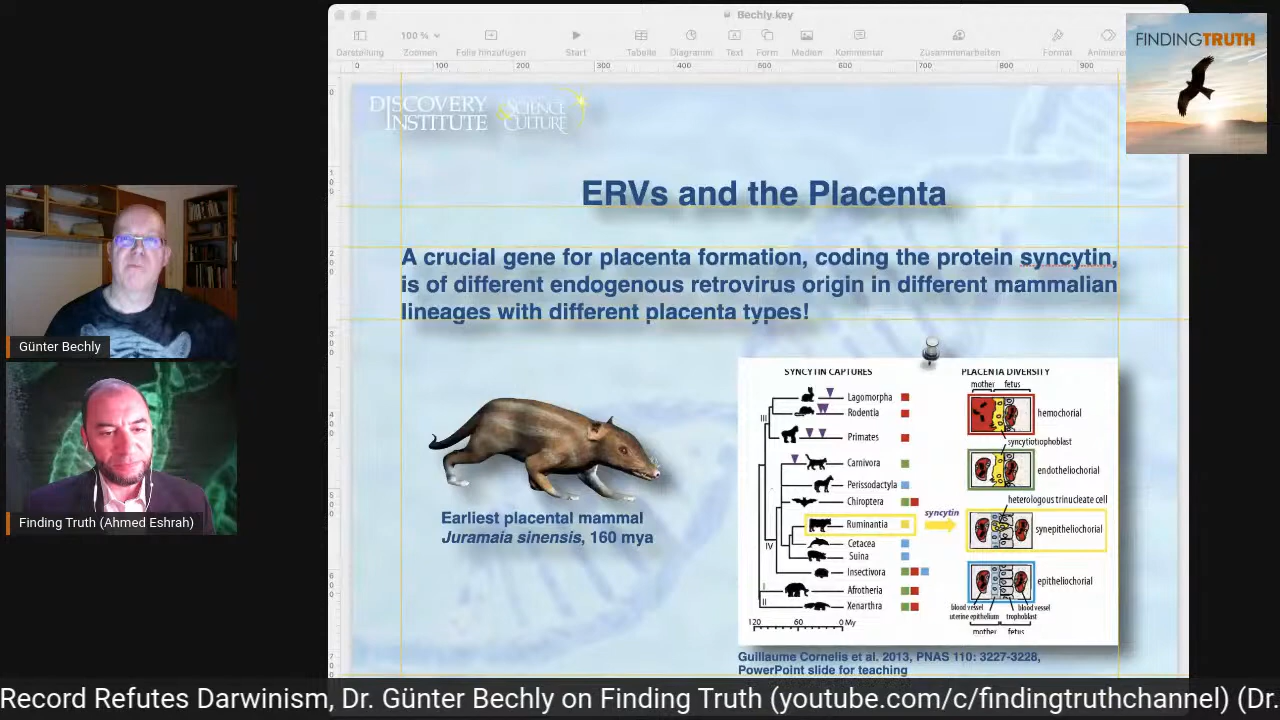 Bechly.key
Darstellung
100 %
Zoomen
Folie hinzufügen
Start
Tabelle
Diagramm
Text
Form
Medien
Kommentar
Zusammenarbeiten
Format
Animieren
FINDINGTRUTH
DISCOVERY
INSTITUTE
SCIENCE
CULTURE
ERVs and the Placenta
A crucial gene for placenta formation, coding the protein syncytin,
is of different endogenous retrovirus origin in different mammalian
lineages with different placenta types!
Günter Bechly
Finding Truth (Ahmed Eshrah)
Earliest placental mammal
Juramaia sinensis, 160 mya
SYNCYTIN CAPTURES
PLACENTA DIVERSITY
mother fetus
Lagomorpha
Rodentia
III
Primates
Carnivora
Perissodactyla
Chiroptera
Ruminantia
IV
Cetacea
Suina
Insectivora
I
Afrotheria
II
Xenarthra
120 60 0 My
syncytin
hemochorial
syncytiotrophoblast
endotheliochorial
heterologous trinucleate cell
synepitheliochorial
epitheliochorial
blood vessel blood vessel
uterine epithelium trophoblast
mother fetus
Guillaume Cornelis et al. 2013, PNAS 110: 3227-3228,
PowerPoint slide for teaching
Record Refutes Darwinism, Dr. Günter Bechly on Finding Truth (youtube.com/c/findingtruthchannel) (Dr.